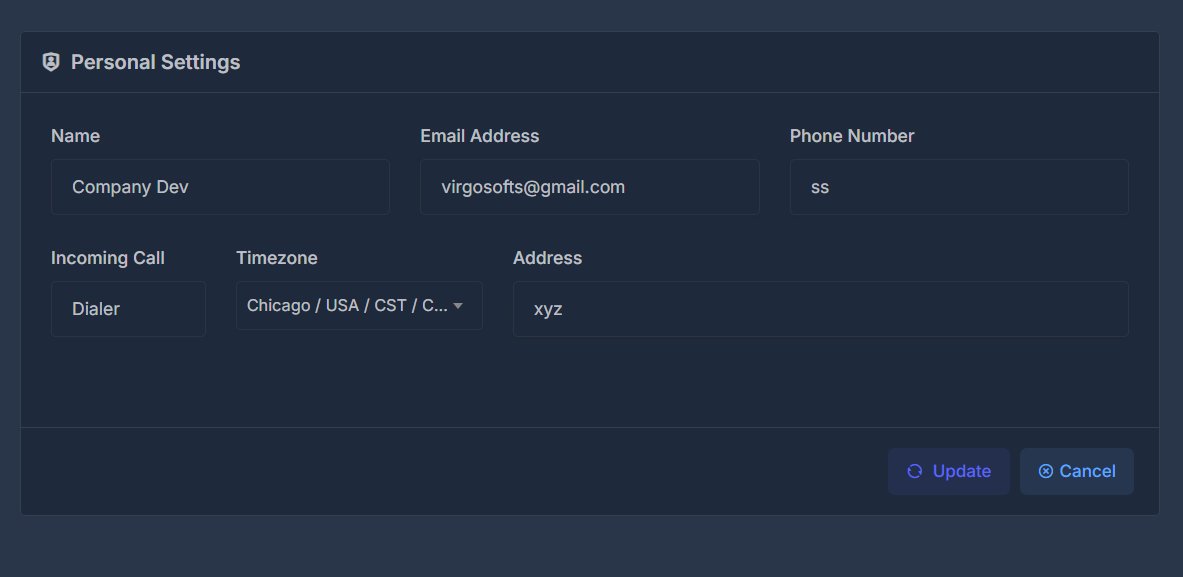 Personal Settings
Name Email Address Phone Number
Company Dev virgosofts@gmail.com ss
Incoming Call Timezone Address
Dialer Chicago / USA / CST / C... xyz
Update Cancel